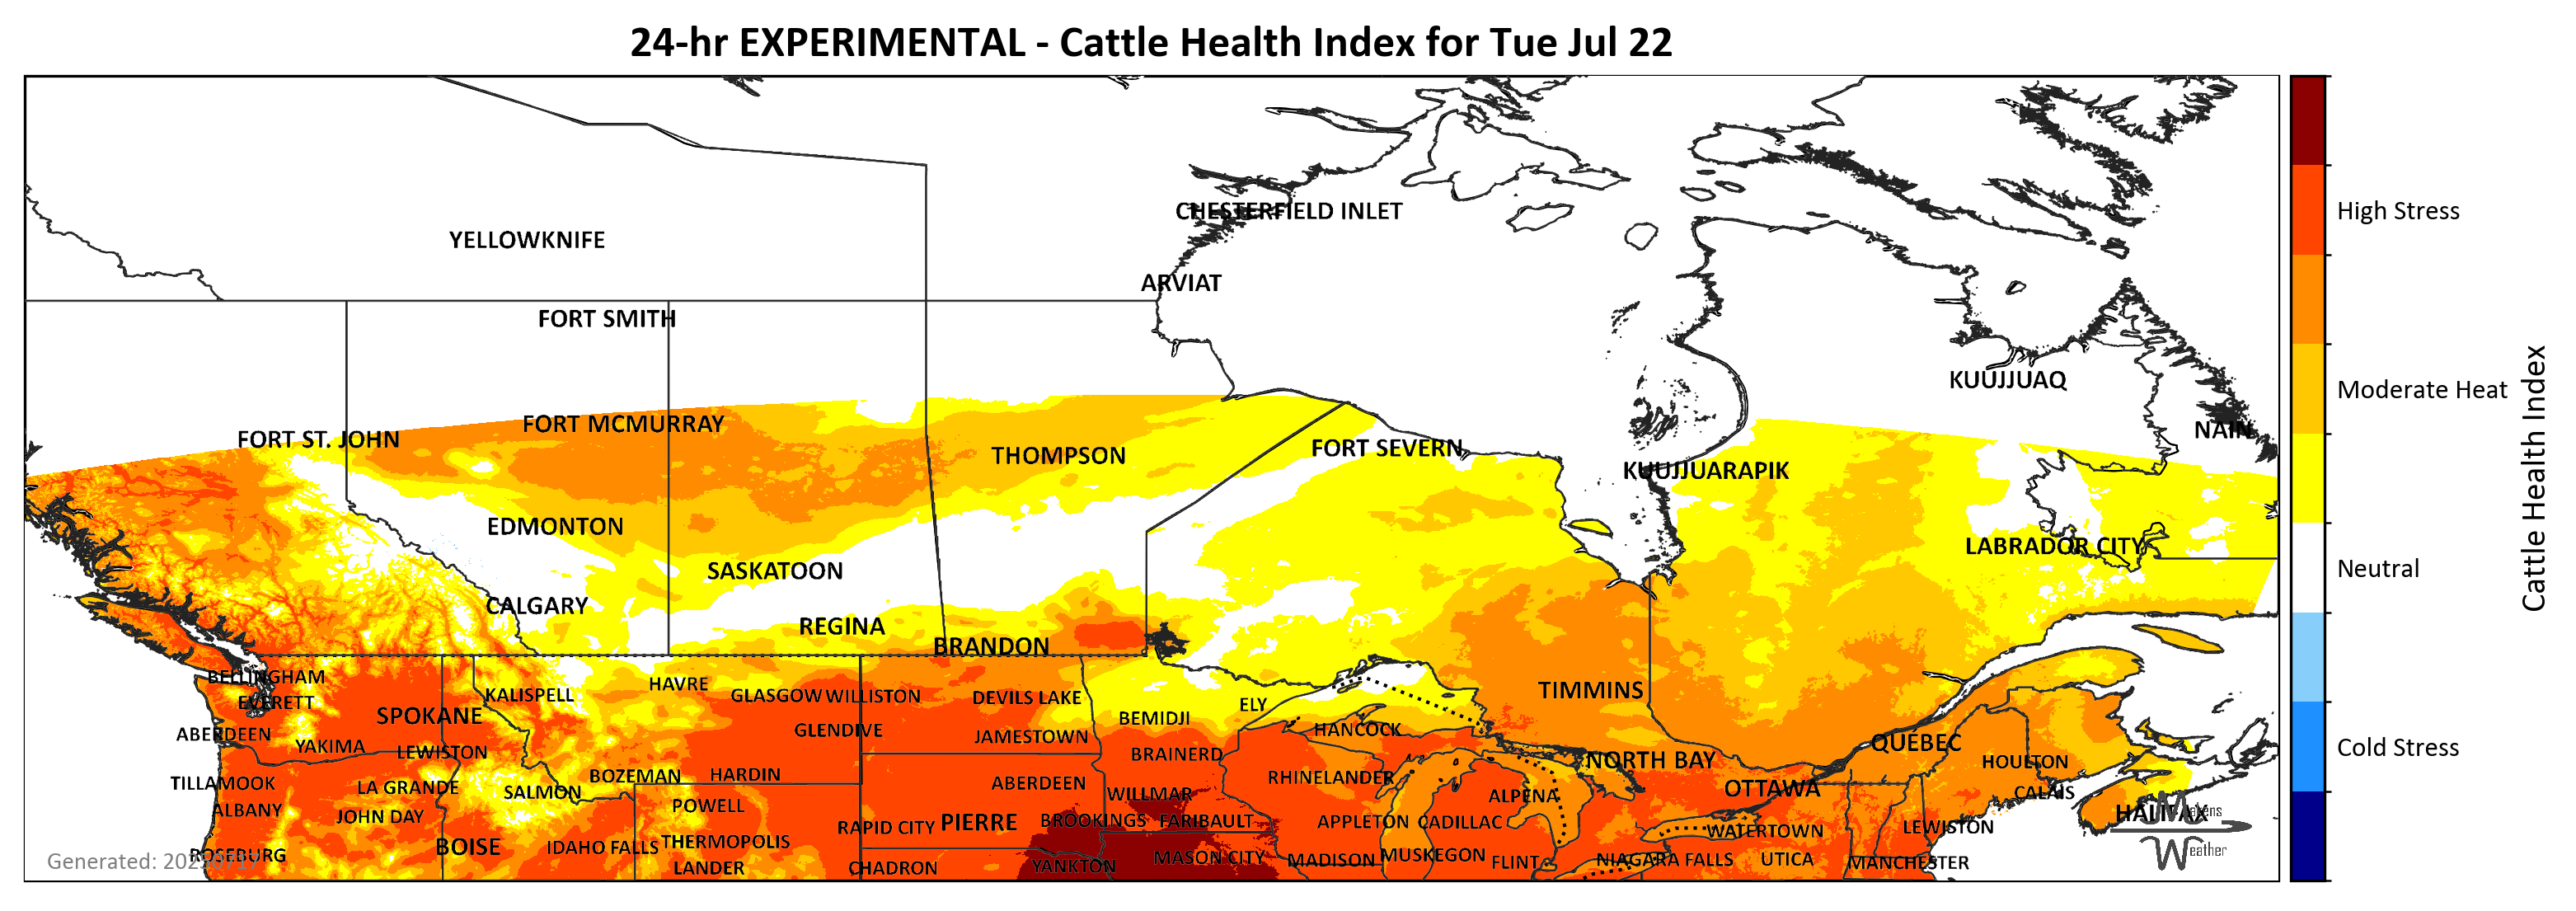 24-hr EXPERIMENTAL - Cattle Health Index for Tue Jul 22
CHESTERFIELD INLET
High Stress
YELLOWKNIFE
ARVIAT
FORT SMITH
KUUJJUAQ
Moderate Heat
FORT MCMURRAY
NAIN
FORT ST. JOHN
FORT SEVERN
THOMPSON
KUUJJUARAPIK
Cattle Health Index
EDMONTON
LABRADOR CITY
SASKATOON
Neutral
CALGARY
REGINA
BRANDON
BELLINGHAM
HAVRE
KALISPELL
TIMMINS
GLASGOW
WILLISTON
DEVILS LAKE
EVERETT
ELY
SPOKANE
BEMIDJI
GLENDIVE
HANCOCK
ABERDEEN
JAMESTOWN
QUEBEC
YAKIMA
LEWISTON
BRAINERD
Cold Stress
NORTH BAY
HOULTON
BOZEMAN
HARDIN
RHINELANDER
TILLAMOOK
ABERDEEN
LA GRANDE
OTTAWA
SALMON
WILLMAR
CALAIS
ALPENA
POWELL
ALBANY
Makens
HALIFAX
JOHN DAY
BROOKINGS
FARIBAULT
APPLETON
CADILLAC
PIERRE
RAPID CITY
LEWISTON
WATERTOWN
THERMOPOLIS
BOISE
IDAHO FALLS
Weather
ROSEBURG
MUSKEGON
MASON CITY
MADISON
NIAGARA FALLS
UTICA
Generated:
FLINT
MANCHESTER
YANKTON
LANDER
CHADRON